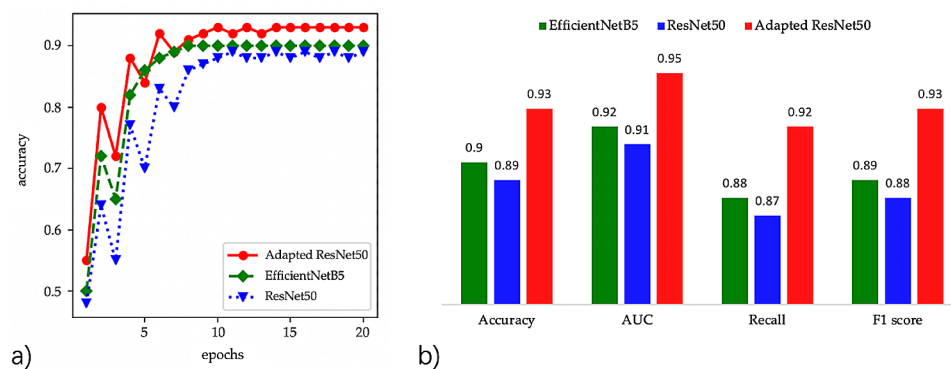 0.9
0.8
0.7
0.6
0.5
accuracy
Adapted ResNet50
EfficientNetB5
ResNet50
5
10
15
20
epochs
a)
EfficientNetB5 ResNet50 Adapted ResNet50
0.9 0.89 0.93
0.92 0.91 0.95
0.88 0.87 0.92
0.89 0.88 0.93
Accuracy AUC Recall F1 score
b)